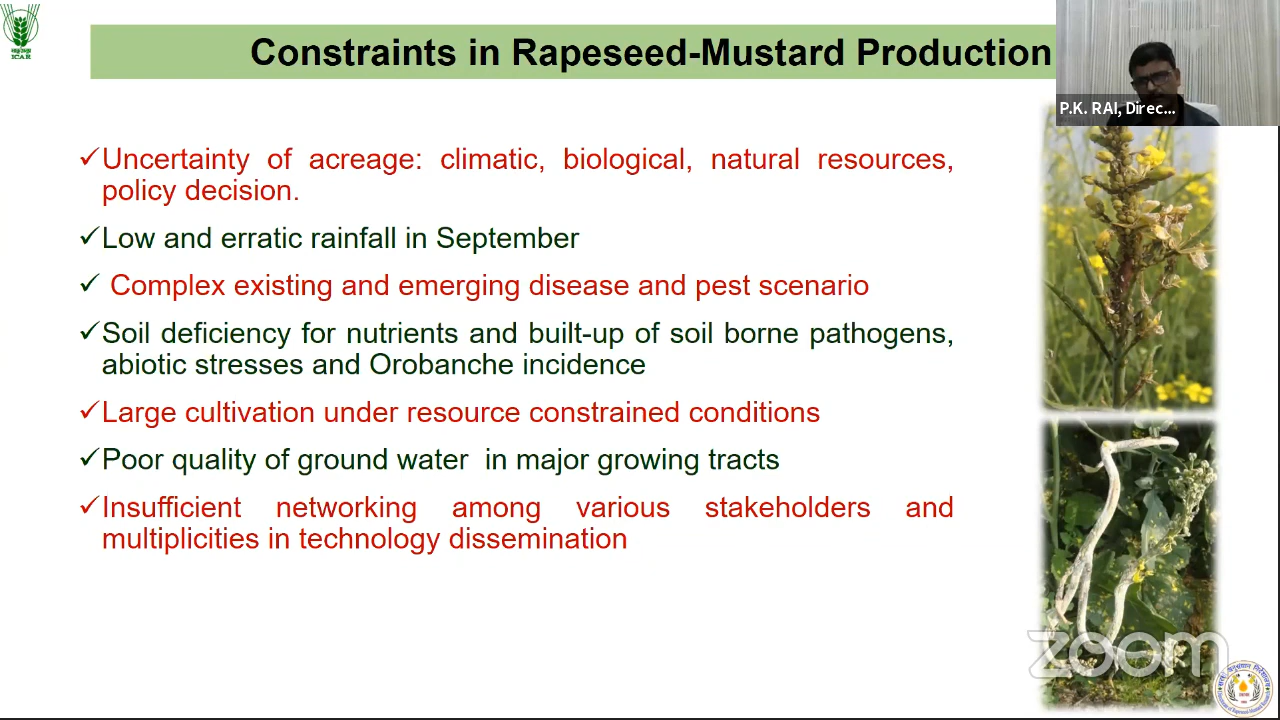 Constraints in Rapeseed-Mustard Production
P.K. RAI, Direc...
✓Uncertainty of acreage: climatic, biological, natural resources,
policy decision.
✓Low and erratic rainfall in September
✓ Complex existing and emerging disease and pest scenario
✓Soil deficiency for nutrients and built-up of soil borne pathogens,
abiotic stresses and Orobanche incidence
✓Large cultivation under resource constrained conditions
✓Poor quality of ground water in major growing tracts
✓Insufficient networking among various stakeholders and
multiplicities in technology dissemination
ICAR
zoom